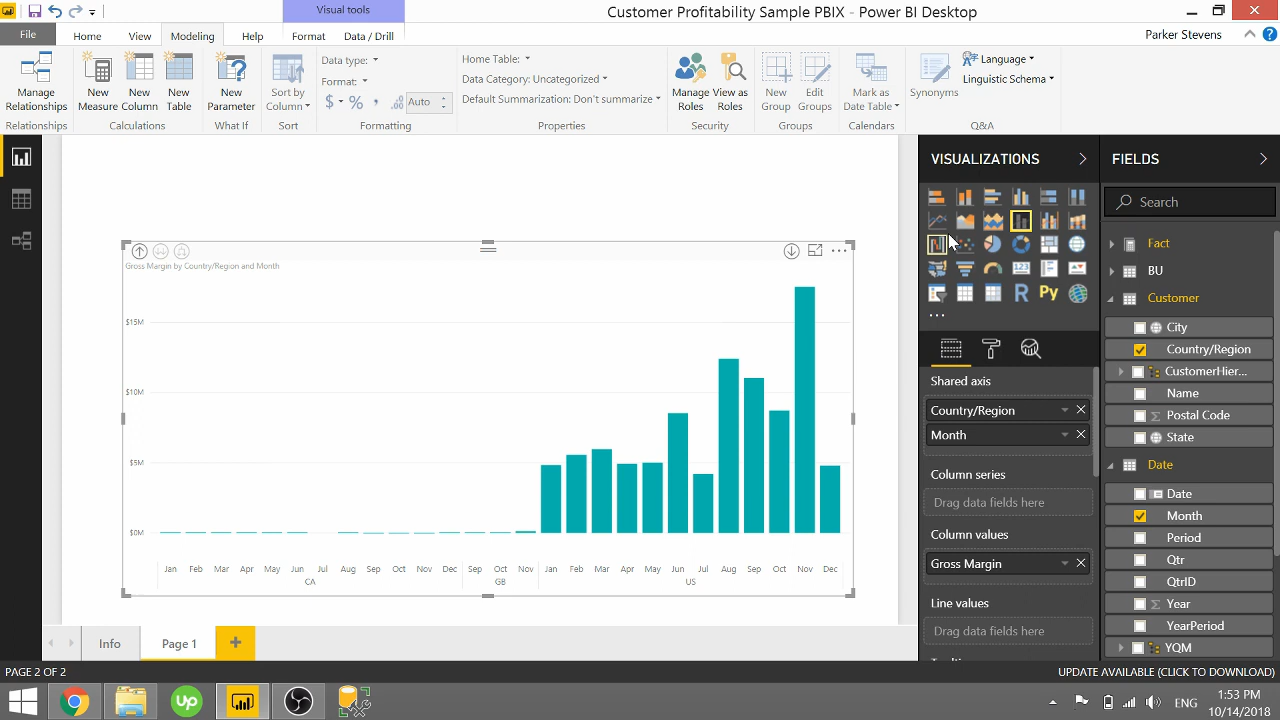 Visual tools
Customer Profitability Sample PBIX - Power BI Desktop
File Home View Modeling Help Format Data / Drill
Parker Stevens
Manage Relationships
Relationships
New Measure
New Column
New Table
Calculations
New Parameter
What If
Sort by Column
Sort
Data type:
Format:
$ % , Auto
Formatting
Home Table:
Data Category: Uncategorized
Default Summarization: Don't summarize
Properties
Manage Roles
View as Roles
Security
New Group
Edit Groups
Groups
Mark as Date Table
Calendars
Synonyms
Language
Linguistic Schema
Q&A
Gross Margin by Country/Region and Month
$15M
$10M
$5M
$0M
Jan Feb Mar Apr May Jun Jul Aug Sep Oct Nov Dec Sep Oct Nov Jan Feb Mar Apr May Jun Jul Aug Sep Oct Nov Dec
CA GB US
VISUALIZATIONS
123
R Py
Shared axis
Country/Region
Month
Column series
Drag data fields here
Column values
Gross Margin
Line values
Drag data fields here
FIELDS
Search
Fact
BU
Customer
City
Country/Region
CustomerHier...
Name
Postal Code
State
Date
Date
Month
Period
Qtr
QtrID
Year
YearPeriod
YQM
Info
Page 1
PAGE 2 OF 2
UPDATE AVAILABLE (CLICK TO DOWNLOAD)
Up
ENG
1:53 PM
10/14/2018